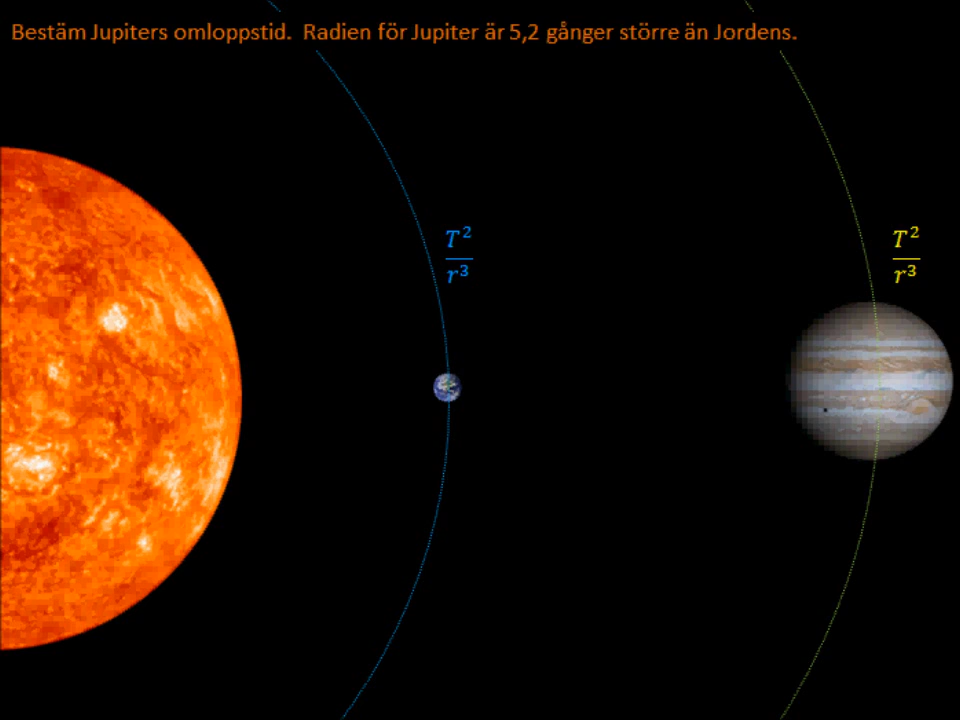 Bestäm Jupiters omloppstid. Radien för Jupiter är 5,2 gånger större än Jordens.
T²
r³
T²
r³